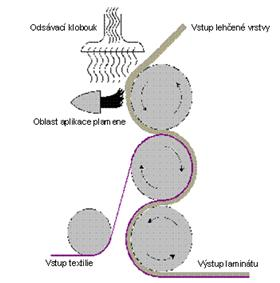 Odsávací klobouk
Vstup lehčené vrstvy
Oblast aplikace plamene
Vstup textilie
Výstup laminátu